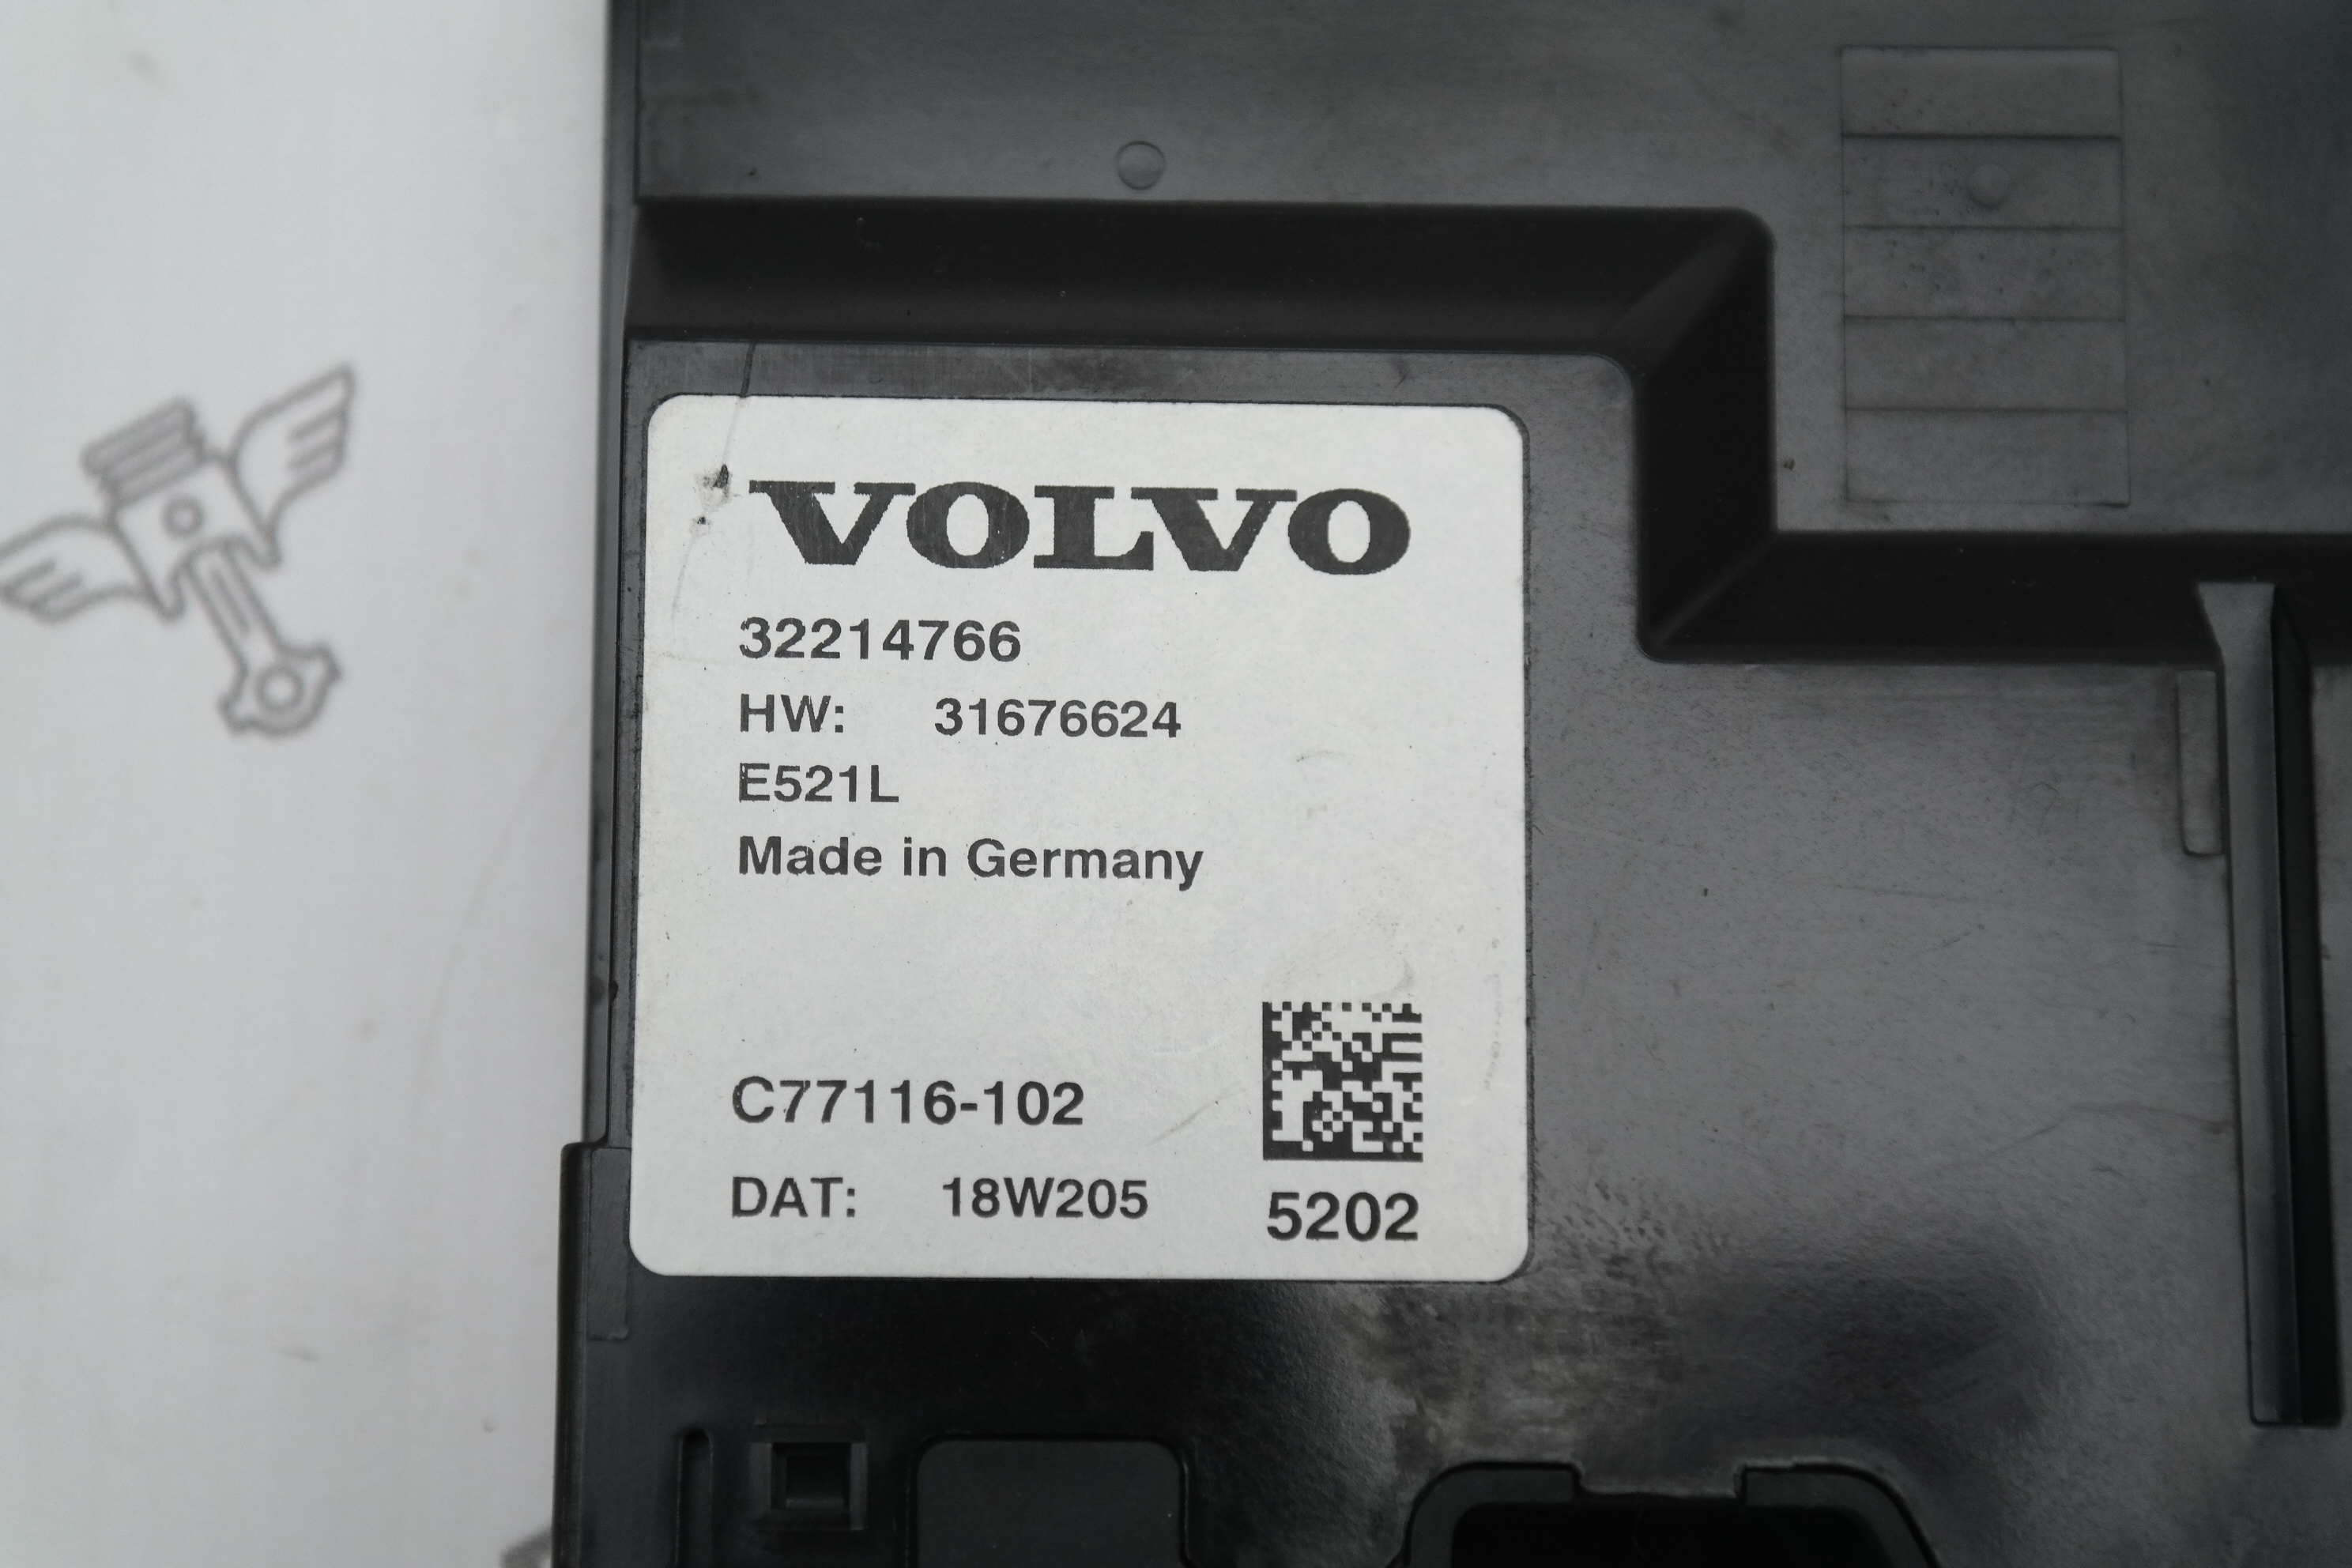 VOLVO
32214766
HW: 31676624
E521L
Made in Germany
C77116-102
DAT: 18W205
5202